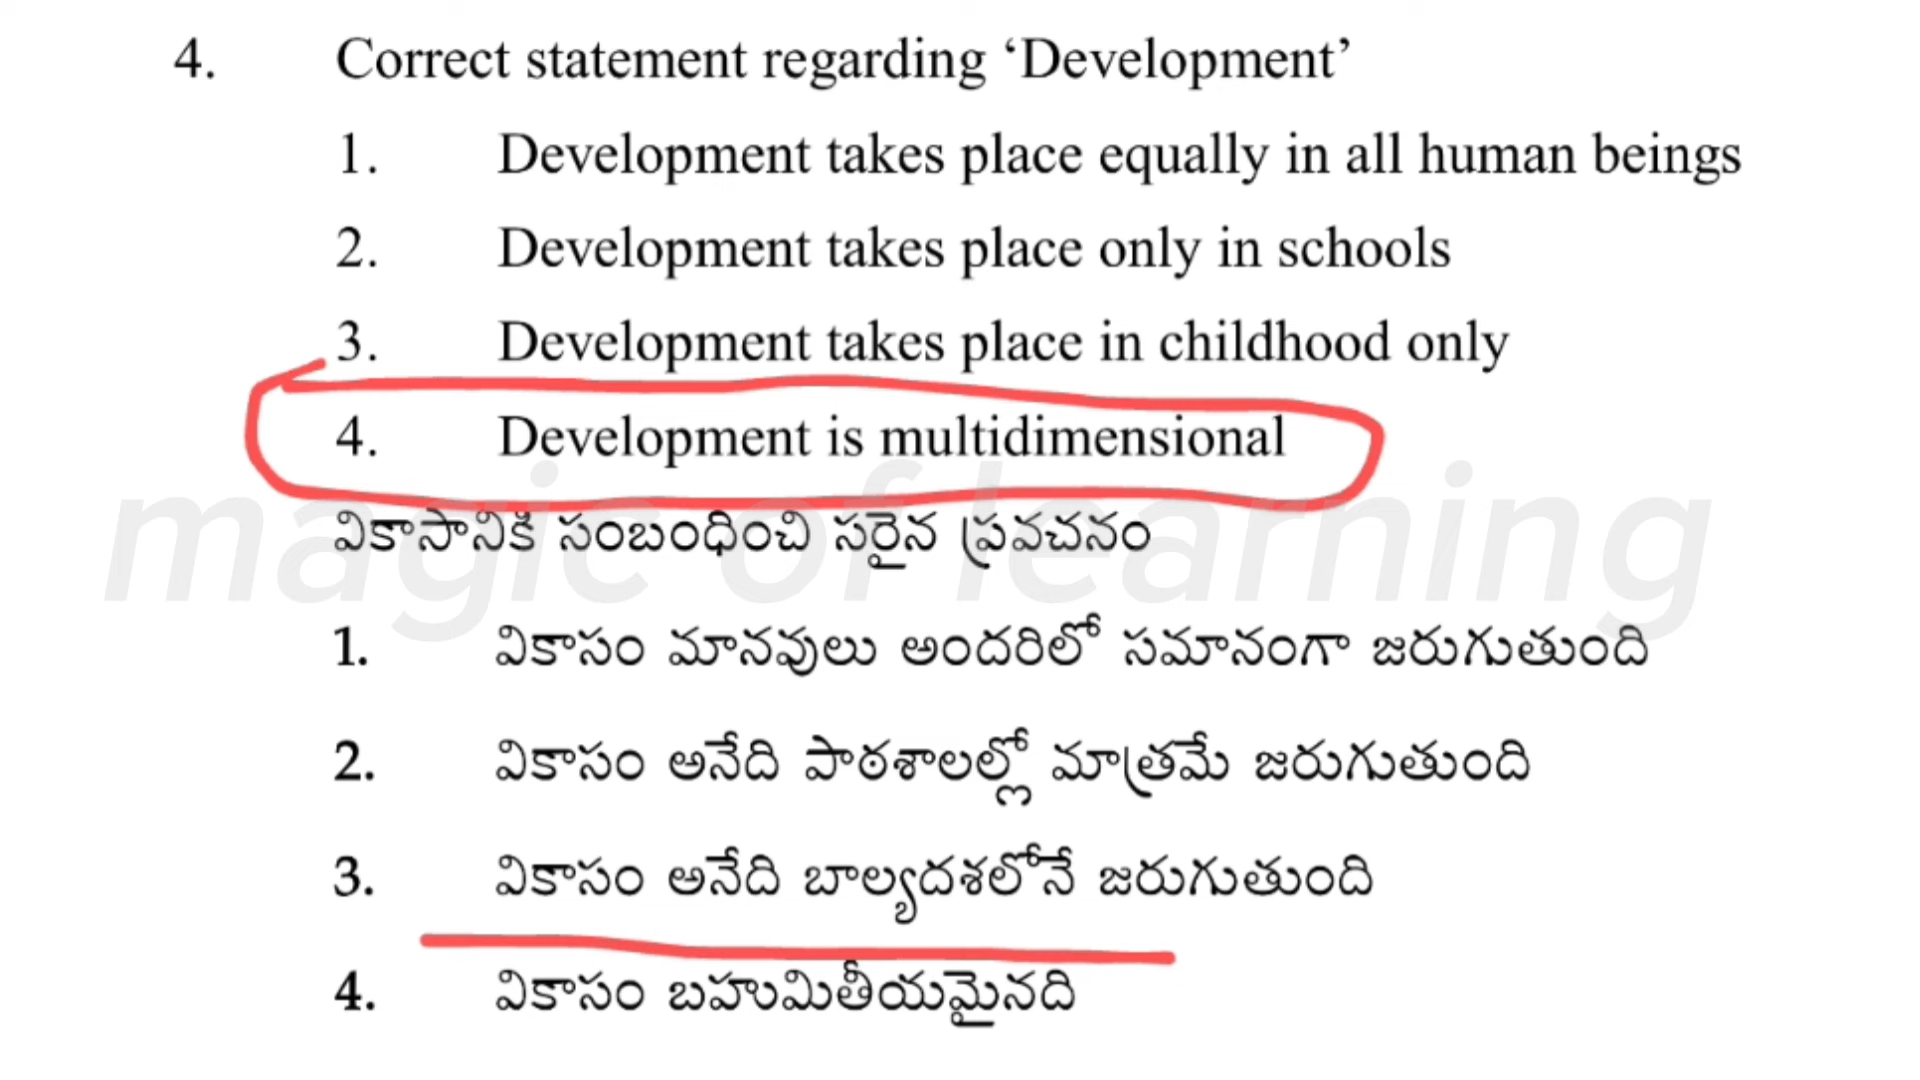 4. Correct statement regarding ‘Development’
1. Development takes place equally in all human beings
2. Development takes place only in schools
3. Development takes place in childhood only
4. Development is multidimensional
magic of learning
వికాసానికి సంబంధించి సరైన ప్రవచనం
1. వికాసం మానవులు అందరిలో సమానంగా జరుగుతుంది
2. వికాసం అనేది పాఠశాలల్లో మాత్రమే జరుగుతుంది
3. వికాసం అనేది బాల్యదశలోనే జరుగుతుంది
4. వికాసం బహుమితీయమైనది